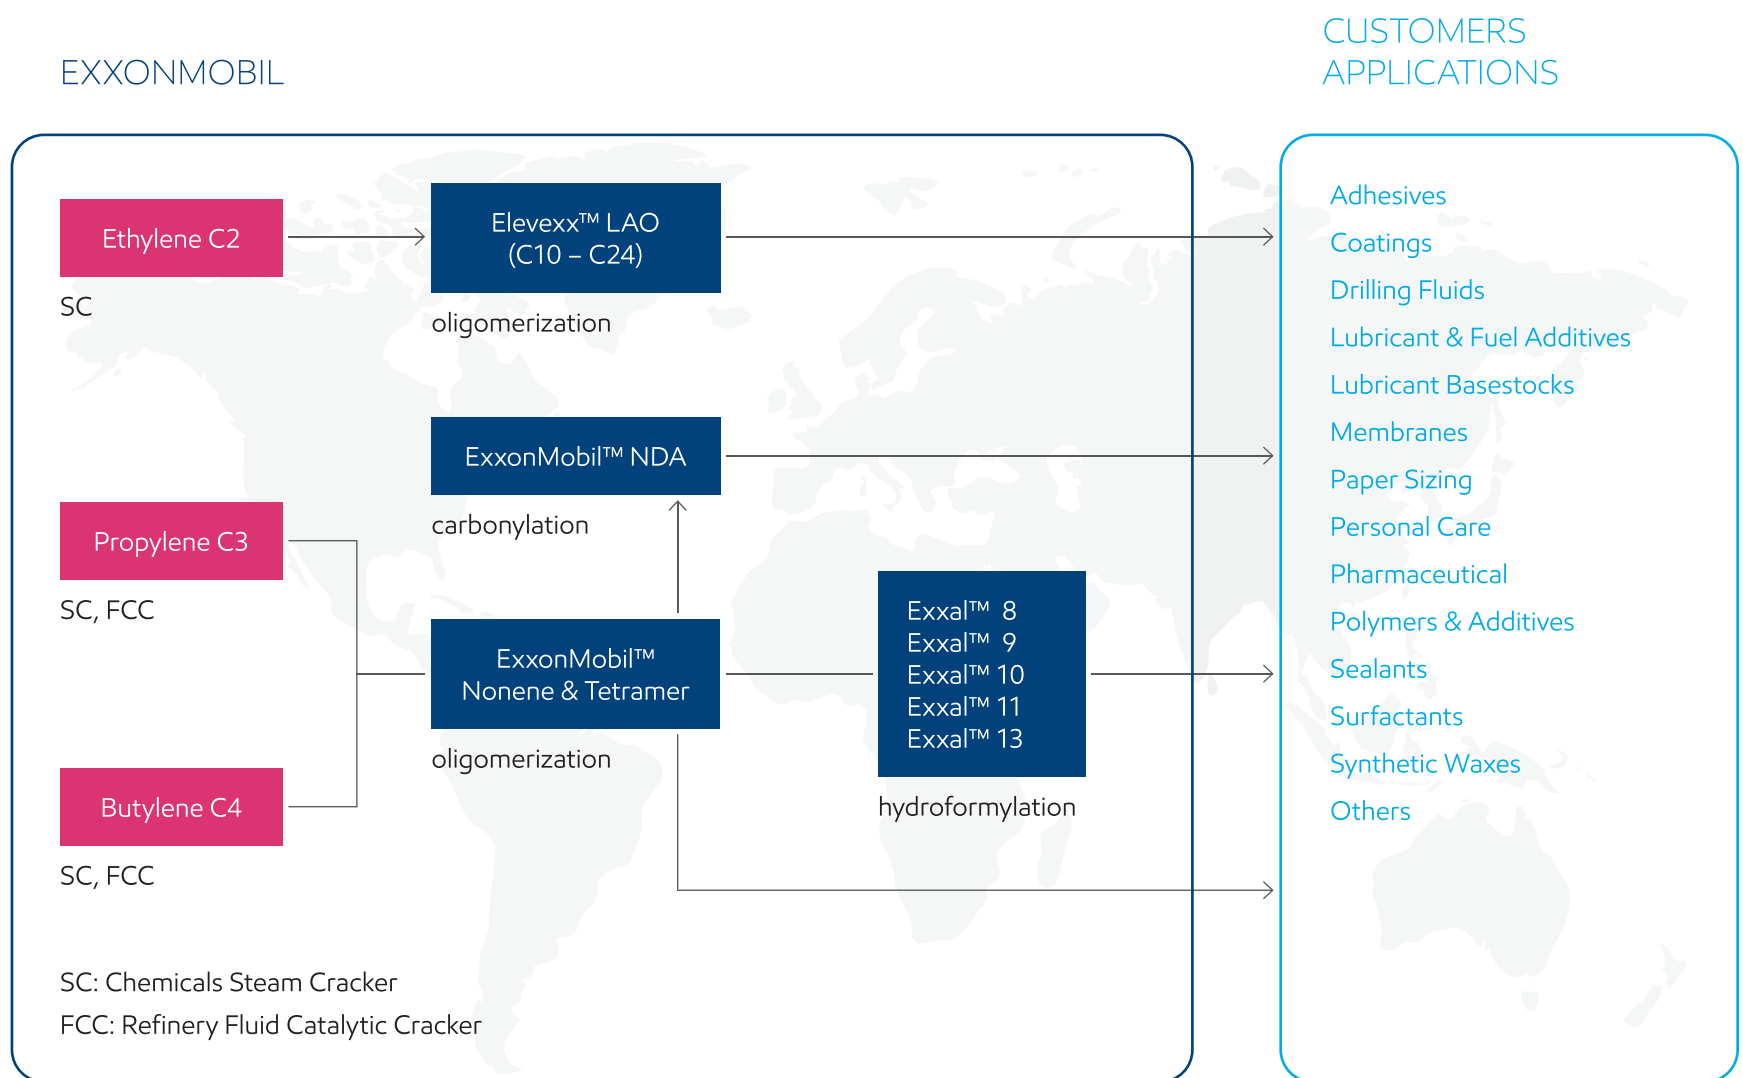 EXXONMOBIL
CUSTOMERS
APPLICATIONS
Ethylene C2
SC
Elevexx™ LAO
(C10 – C24)
oligomerization
ExxonMobil™ NDA
carbonylation
Propylene C3
SC, FCC
ExxonMobil™
Nonene & Tetramer
oligomerization
Exxal™ 8
Exxal™ 9
Exxal™ 10
Exxal™ 11
Exxal™ 13
hydroformylation
Butylene C4
SC, FCC
SC: Chemicals Steam Cracker
FCC: Refinery Fluid Catalytic Cracker
Adhesives
Coatings
Drilling Fluids
Lubricant & Fuel Additives
Lubricant Basestocks
Membranes
Paper Sizing
Personal Care
Pharmaceutical
Polymers & Additives
Sealants
Surfactants
Synthetic Waxes
Others